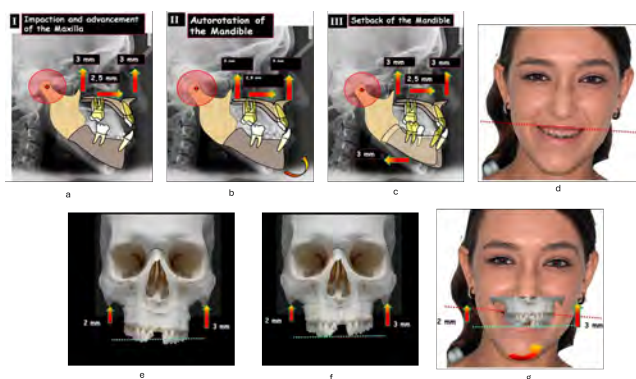 I Impaction and advancement
of the Maxilla
3 mm 3 mm
2,5 mm
a
II Autorotation of
the Mandible
b
III Setback of the Mandible
3 mm 3 mm
2,5 mm
3 mm
c
d
2 mm
3 mm
e
2 mm
3 mm
f
2 mm
3 mm
g